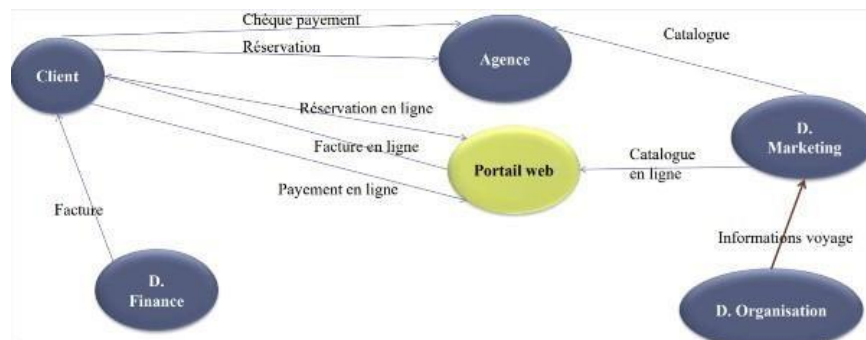 Chèque payement
Réservation
Catalogue
Client
Agence
Réservation en ligne
Facture en ligne
Payement en ligne
Portail web
Catalogue
en ligne
D.
Marketing
Facture
Informations voyage
D.
Finance
D. Organisation